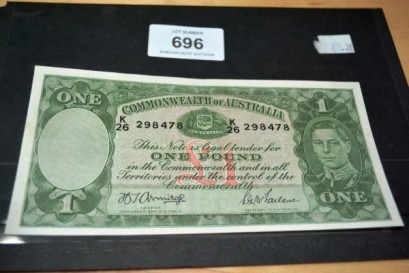 LOT NUMBER
696
ONE
COMMONWEALTH OF AUSTRALIA
1
K
26 298478
K
26 298478
This Note is Legal tender for
ONE POUND
in the Commonwealth and in all
Territories under the control of the
Commonwealth
£1
1
ONE